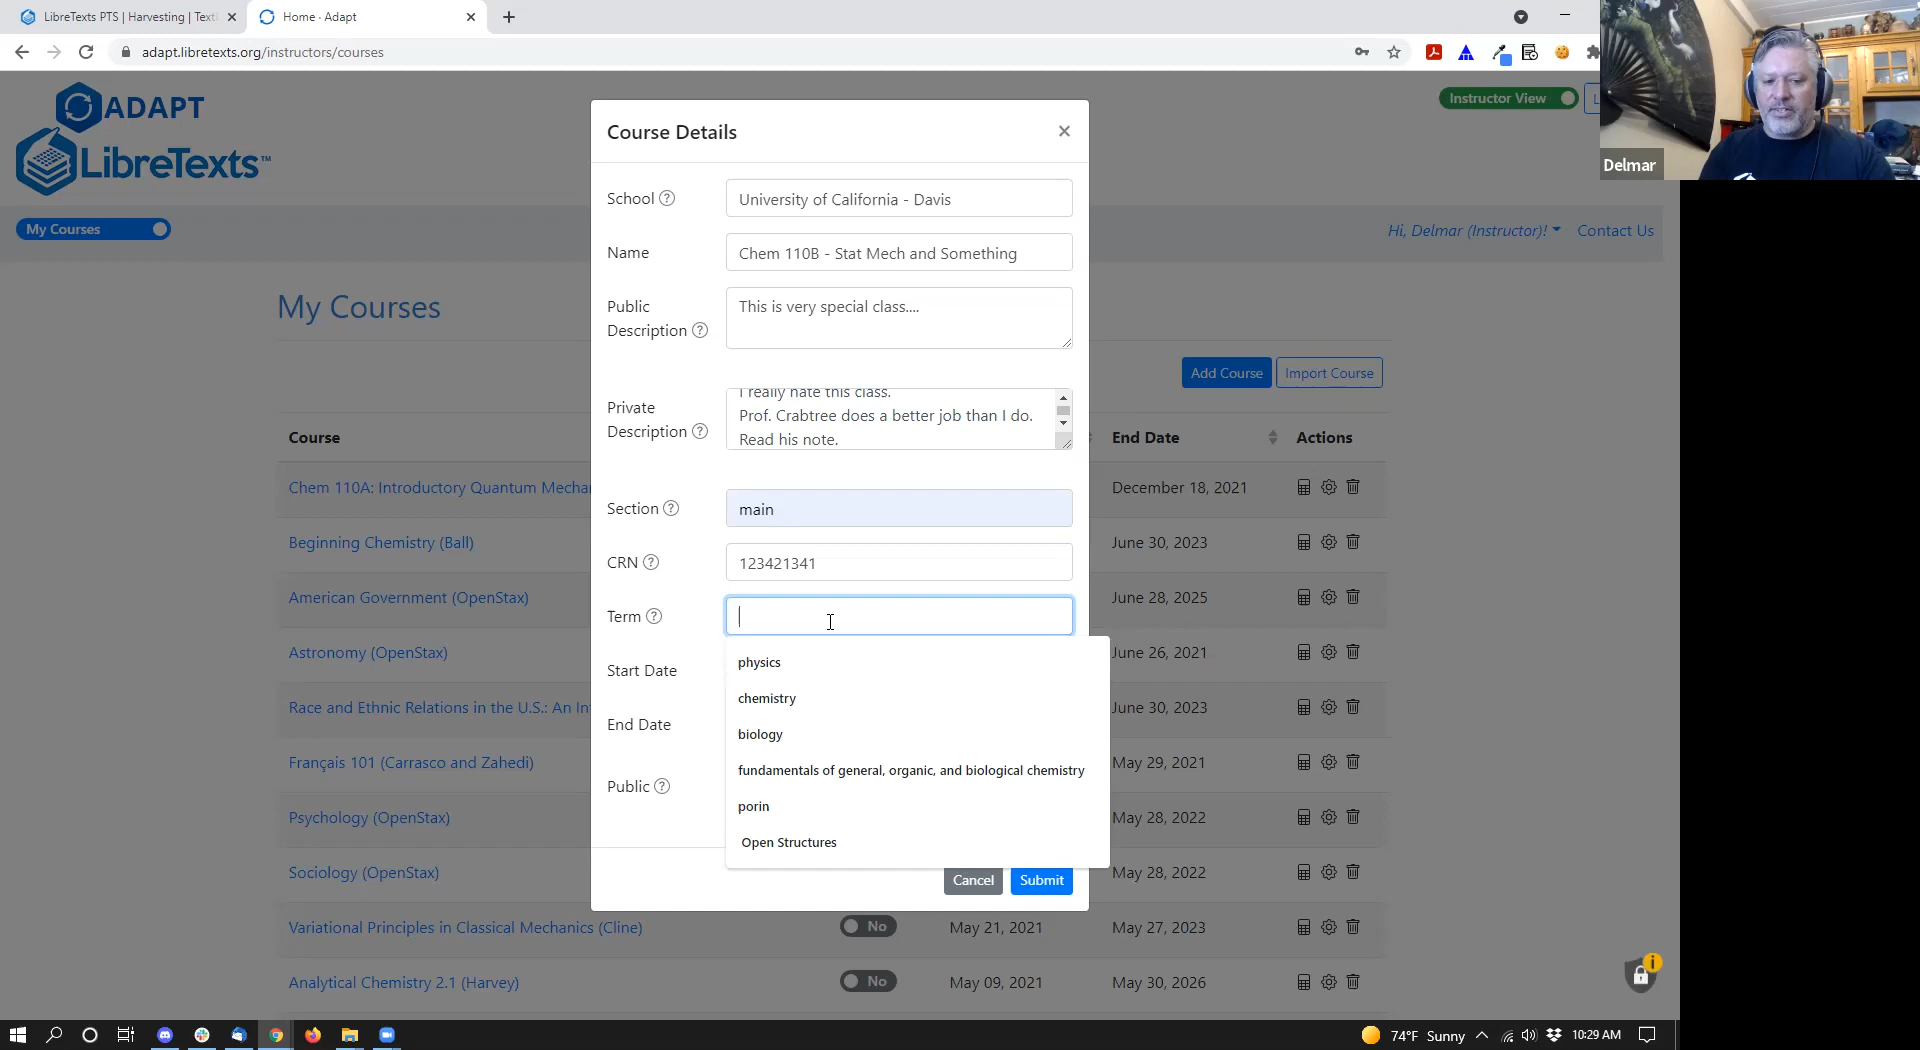 LibreTexts PTS | Harvesting | Text
Home - Adapt
adapt.libretexts.org/instructors/courses
ADAPT
LibreTexts™
Instructor View
My Courses
Hi, Delmar (Instructor)!
Contact Us
My Courses
Add Course
Import Course
Course
End Date
Actions
Chem 110A: Introductory Quantum Mecha
December 18, 2021
Beginning Chemistry (Ball)
June 30, 2023
American Government (OpenStax)
June 28, 2025
Astronomy (OpenStax)
June 26, 2021
Race and Ethnic Relations in the U.S.: An In
June 30, 2023
Français 101 (Carrasco and Zahedi)
May 29, 2021
Psychology (OpenStax)
May 28, 2022
Sociology (OpenStax)
May 28, 2022
Variational Principles in Classical Mechanics (Cline)
No
May 21, 2021
May 27, 2023
Analytical Chemistry 2.1 (Harvey)
No
May 09, 2021
May 30, 2026
Course Details
School
University of California - Davis
Name
Chem 110B - Stat Mech and Something
Public
Description
This is very special class....
Private
Description
I really hate this class.
Prof. Crabtree does a better job than I do.
Read his note.
Section
main
CRN
123421341
Term
Start Date
End Date
Public
physics
chemistry
biology
fundamentals of general, organic, and biological chemistry
porin
Open Structures
Cancel
Submit
Delmar
74°F Sunny
10:29 AM